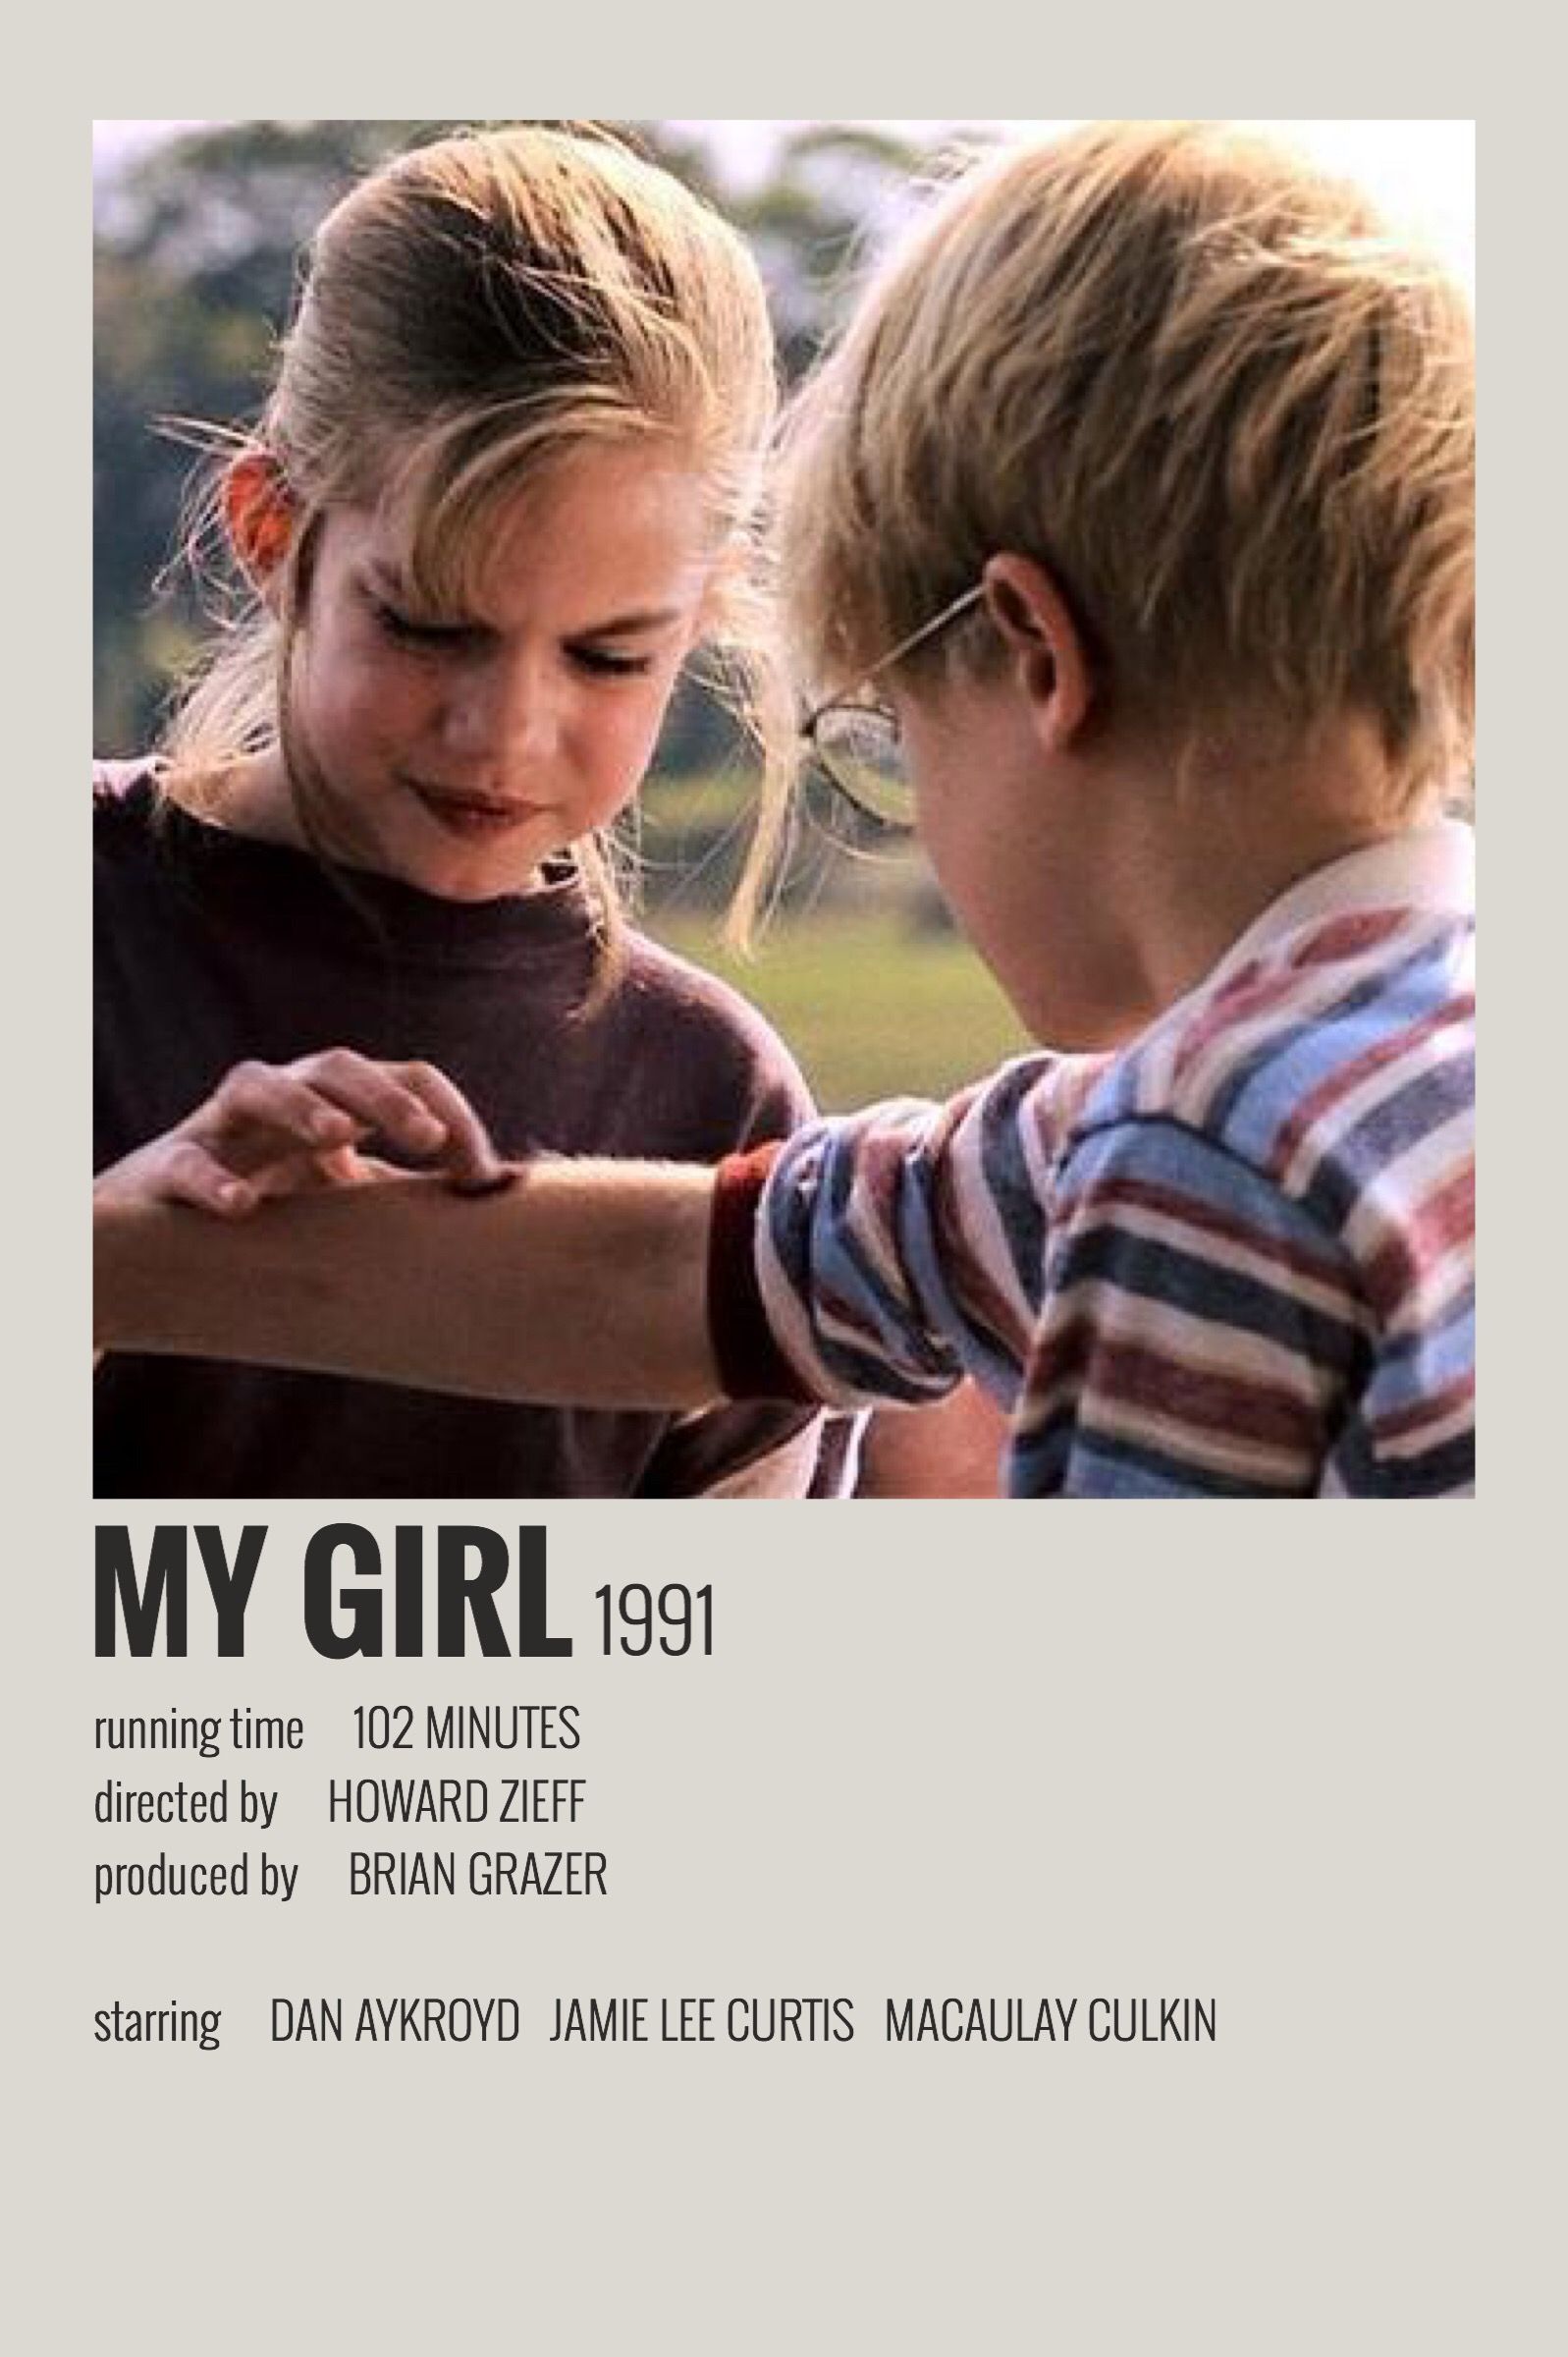 MY GIRL 1991
running time 102 MINUTES
directed by HOWARD ZIEFF
produced by BRIAN GRAZER
starring DAN AYKROYD JAMIE LEE CURTIS MACAULAY CULKIN